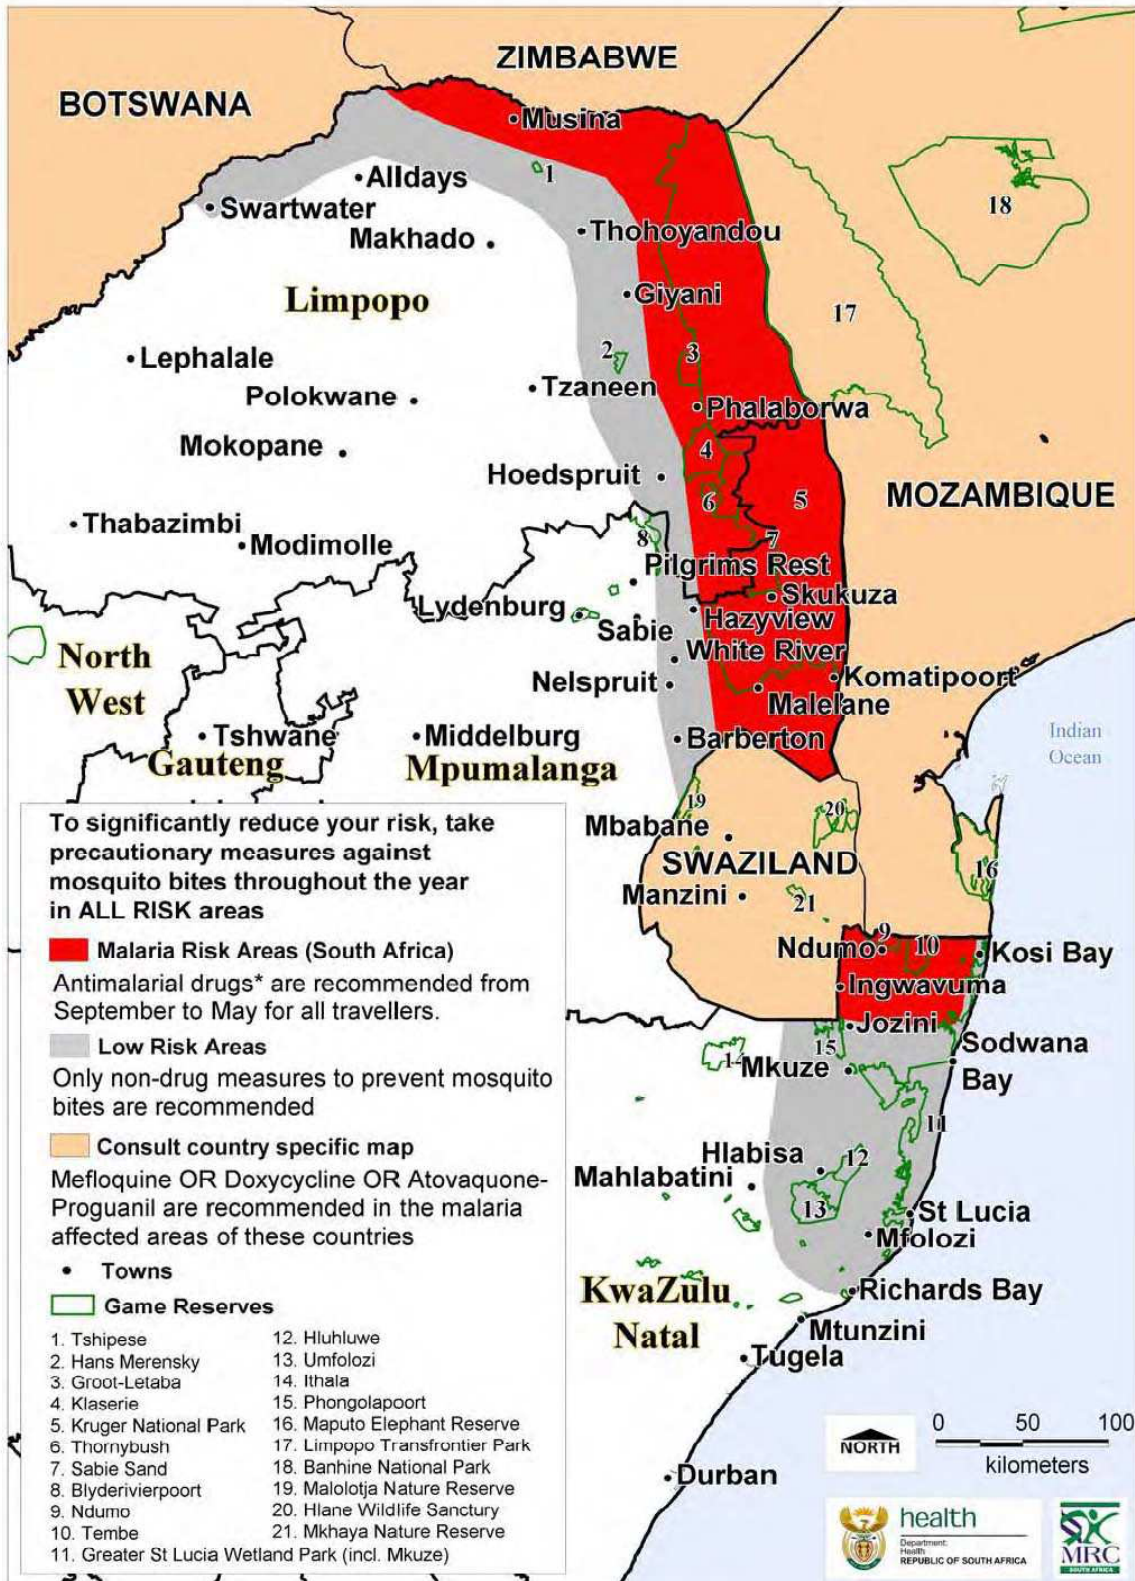 ZIMBABWE
BOTSWANA
Musina
1
Alldays
Swartwater
18
Makhado
Thohoyandou
Limpopo
Giyani
17
Lephalale
2
3
Tzaneen
Polokwane
Phalaborwa
Mokopane
4
Hoedspruit
6
5
MOZAMBIQUE
Thabazimbi
Modimolle
8
7
Pilgrims Rest
Lydenburg
Skukuza
Hazyview
Sabie
North
West
White River
Nelspruit
Komatipoort
Malelane
Tshwane
Middelburg
Barberton
Gauteng
Mpumalanga
Indian
Ocean
19
20
Mbabane
SWAZILAND
16
Manzini
21
9
10
Ndumo
Kosi Bay
Ingwavuma
Jozini
15
14
Mkuze
Sodwana
Bay
11
Hlabisa
12
Mahlabatini
13
St Lucia
Mfolozi
KwaZulu
Natal
Richards Bay
Mtunzini
Tugela
Durban
To significantly reduce your risk, take
precautionary measures against
mosquito bites throughout the year
in ALL RISK areas
Malaria Risk Areas (South Africa)
Antimalarial drugs* are recommended from
September to May for all travellers.
Low Risk Areas
Only non-drug measures to prevent mosquito
bites are recommended
Consult country specific map
Mefloquine OR Doxycycline OR Atovaquone-
Proguanil are recommended in the malaria
affected areas of these countries
Towns
Game Reserves
1. Tshipese
2. Hans Merensky
3. Groot-Letaba
4. Klaserie
5. Kruger National Park
6. Thornybush
7. Sabie Sand
8. Blyderivierpoort
9. Ndumo
10. Tembe
11. Greater St Lucia Wetland Park (incl. Mkuze)
12. Hluhluwe
13. Umfolozi
14. Ithala
15. Phongolapoort
16. Maputo Elephant Reserve
17. Limpopo Transfrontier Park
18. Banhine National Park
19. Malolotja Nature Reserve
20. Hlane Wildlife Sanctury
21. Mkhaya Nature Reserve
NORTH
0 50 100
kilometers
health
Department:
Health
REPUBLIC OF SOUTH AFRICA
MRC
SOUTH AFRICA